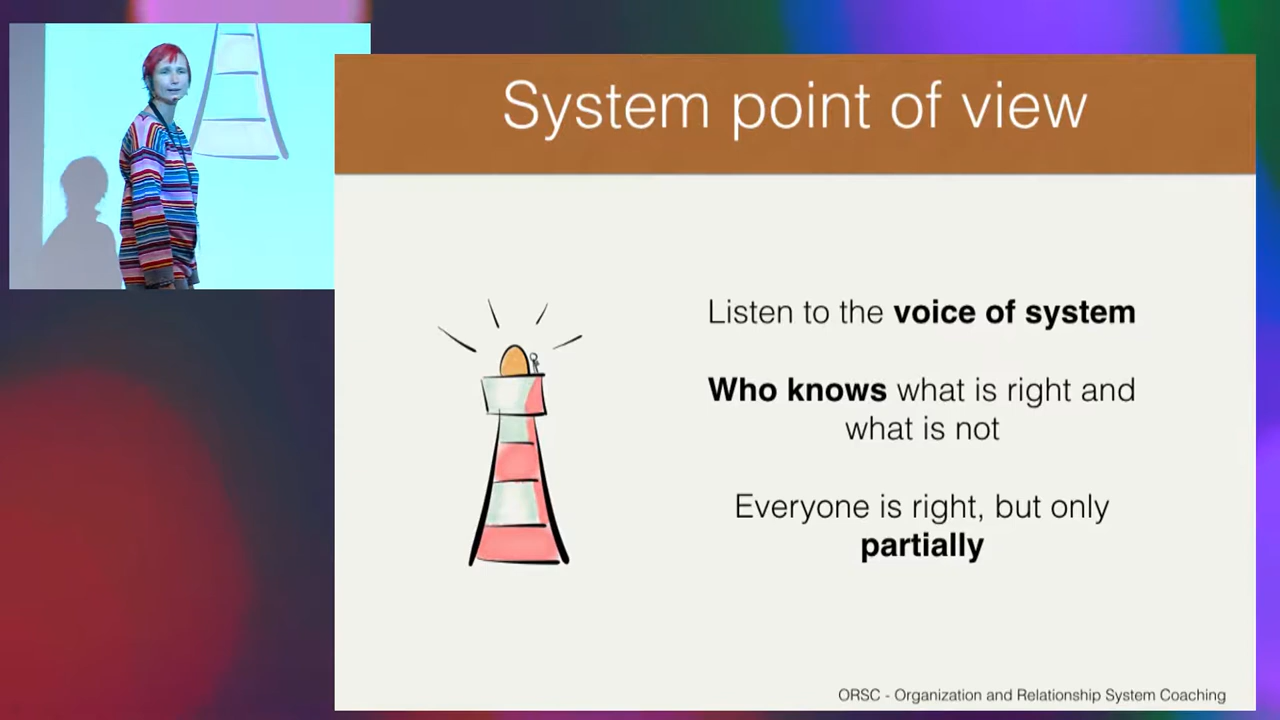 System point of view
Listen to the voice of system
Who knows what is right and
what is not
Everyone is right, but only
partially
ORSC - Organization and Relationship System Coaching